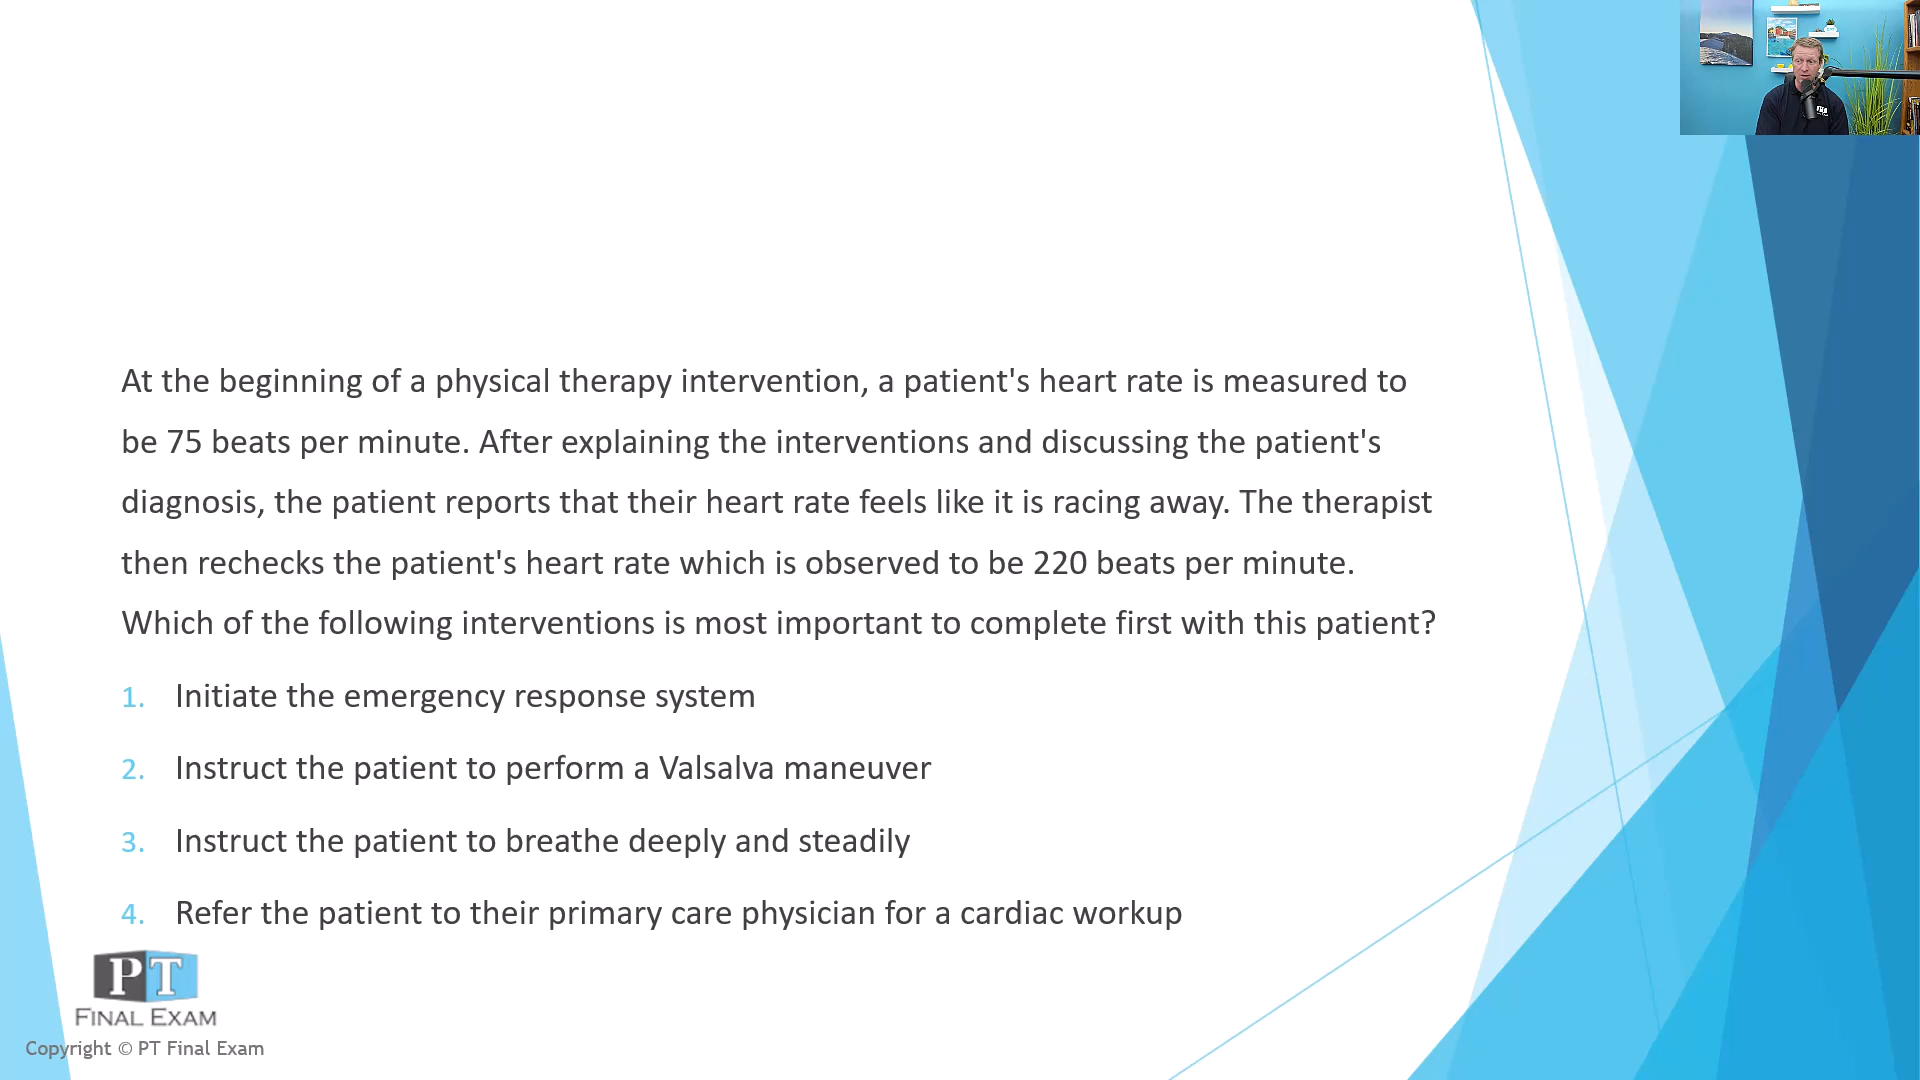 At the beginning of a physical therapy intervention, a patient's heart rate is measured to
be 75 beats per minute. After explaining the interventions and discussing the patient's
diagnosis, the patient reports that their heart rate feels like it is racing away. The therapist
then rechecks the patient's heart rate which is observed to be 220 beats per minute.
Which of the following interventions is most important to complete first with this patient?
1. Initiate the emergency response system
2. Instruct the patient to perform a Valsalva maneuver
3. Instruct the patient to breathe deeply and steadily
4. Refer the patient to their primary care physician for a cardiac workup
PT
FINAL EXAM
Copyright © PT Final Exam